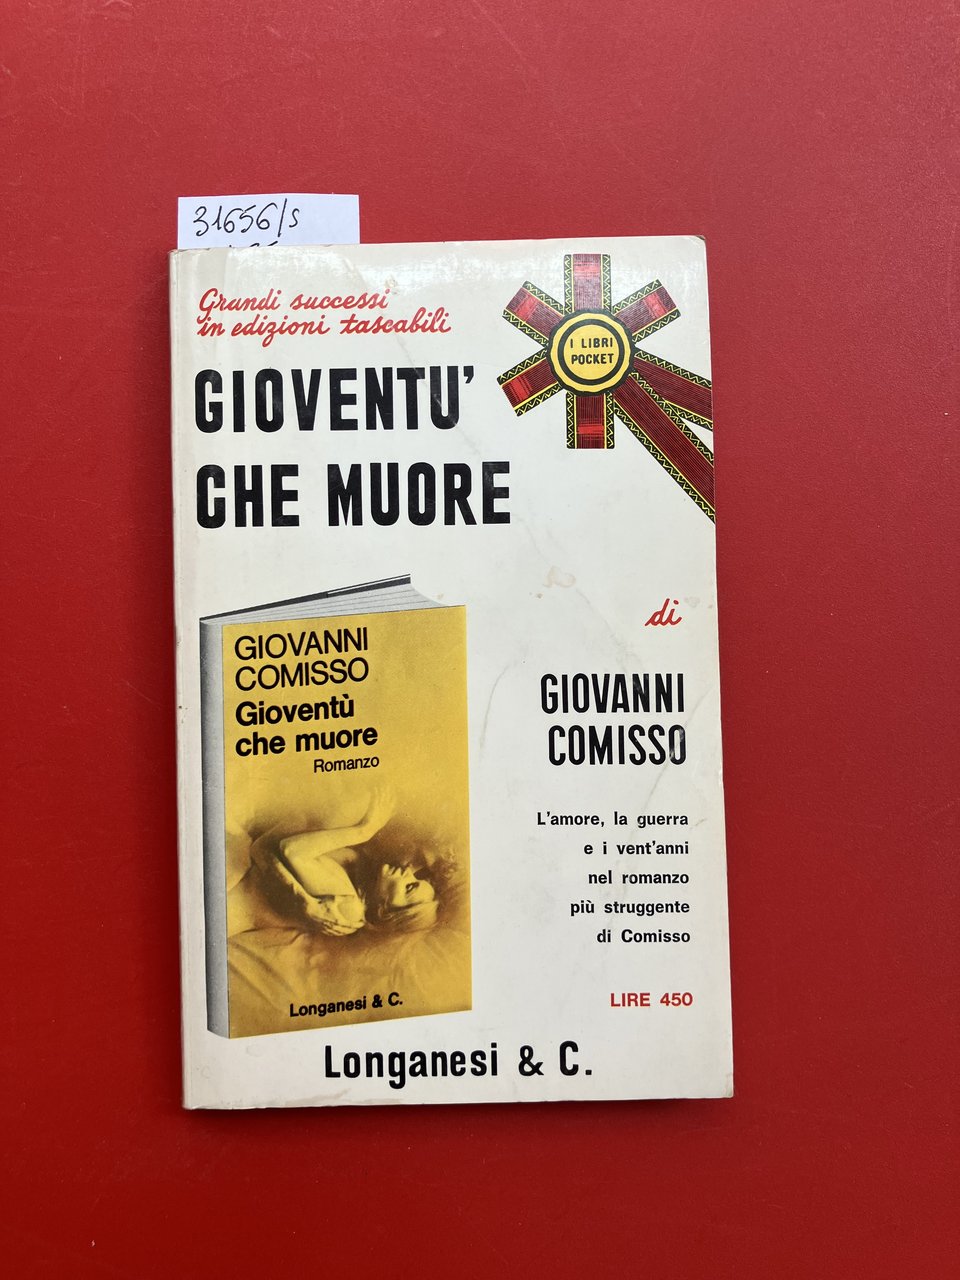 31656/s
Grandi successi
in edizioni tascabili
I LIBRI
POCKET
GIOVENTU'
CHE MUORE
di
GIOVANNI
COMISSO
GIOVANNI
COMISSO
Gioventù
che muore
Romanzo
Longanesi & C.
L'amore, la guerra
e i vent'anni
nel romanzo
più struggente
di Comisso
LIRE 450
Longanesi & C.